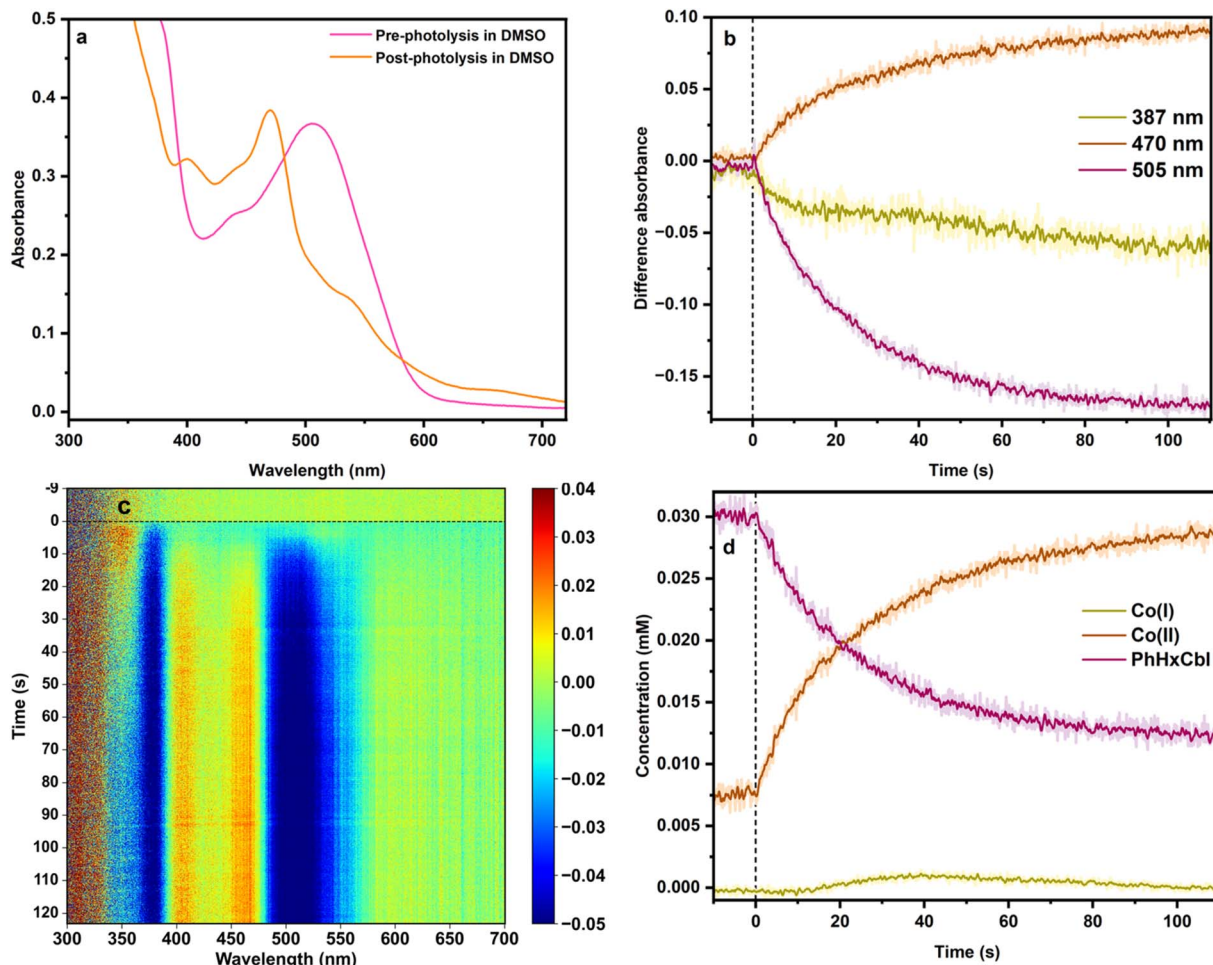 a
Pre-photolysis in DMSO
Post-photolysis in DMSO
0.5
0.4
0.3
0.2
0.1
0.0
Absorbance
300 400 500 600 700
Wavelength (nm)
b
387 nm
470 nm
505 nm
0.10
0.05
0.00
−0.05
−0.10
−0.15
Difference absorbance
0 20 40 60 80 100
Time (s)
c
-9
0
10
20
30
40
50
60
70
80
90
100
110
120
Time (s)
300 350 400 450 500 550 600 650 700
Wavelength (nm)
0.04
0.03
0.02
0.01
0.00
−0.01
−0.02
−0.03
−0.04
−0.05
d
Co(I)
Co(II)
PhHxCbl
0.030
0.025
0.020
0.015
0.010
0.005
0.000
Concentration (mM)
0 20 40 60 80 100
Time (s)